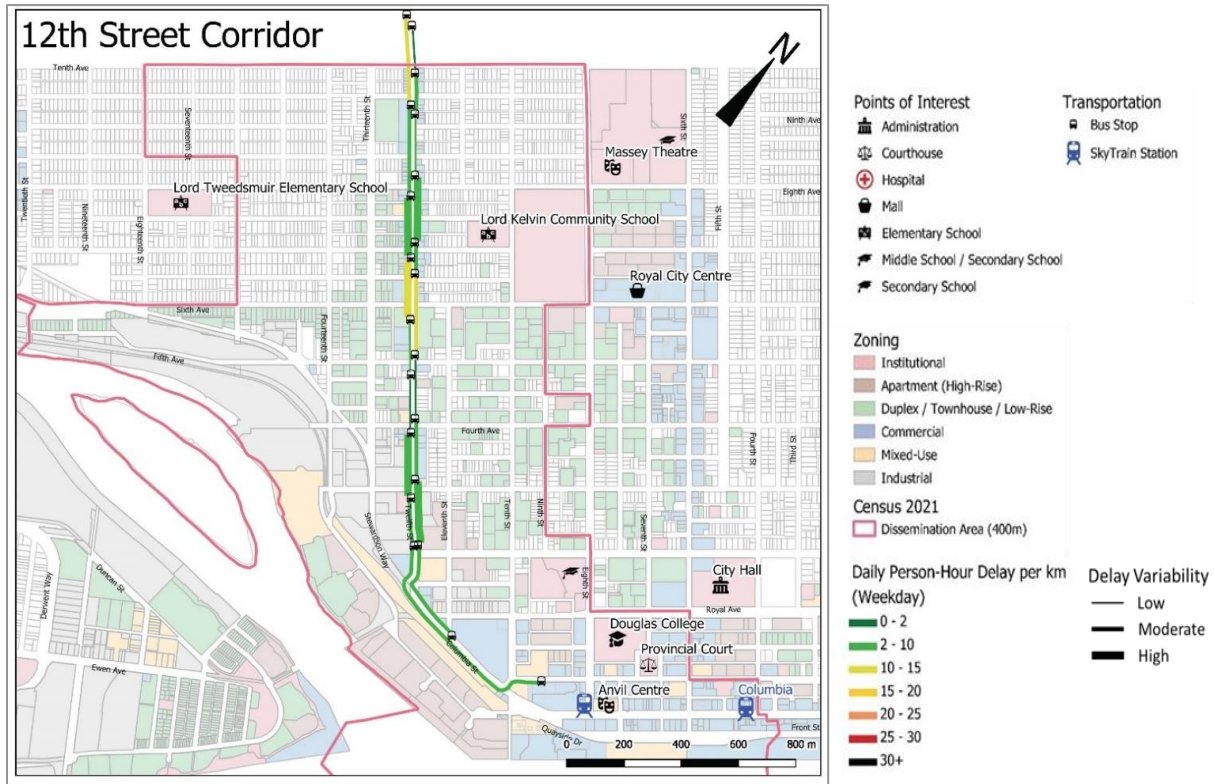 12th Street Corridor
N
Tenth Ave
Seventeenth St
Thirteenth St
Sixth St
Ninth Ave
Massey Theatre
Twentieth St
Lord Tweedsmuir Elementary School
Eighth Ave
Nineteenth St
Eighteenth St
Lord Kelvin Community School
Fifth St
Royal City Centre
Sixth Ave
Fourteenth St
Fifth Ave
Fourth Ave
Fourth St
Third St
Twelfth St
Eleventh St
Tenth St
Ninth St
Seventh St
Stewardson Way
Eighth St
City Hall
Royal Ave
Derwent Way
Duncan St
Douglas College
Provincial Court
Columbia St
Ewen Ave
Anvil Centre
Columbia
Front St
Quayside Dr
0 200 400 600 800 m
Points of Interest
Administration
Courthouse
Hospital
Mall
Elementary School
Middle School / Secondary School
Secondary School
Transportation
Bus Stop
SkyTrain Station
Zoning
Institutional
Apartment (High-Rise)
Duplex / Townhouse / Low-Rise
Commercial
Mixed-Use
Industrial
Census 2021
Dissemination Area (400m)
Daily Person-Hour Delay per km
(Weekday)
0 - 2
2 - 10
10 - 15
15 - 20
20 - 25
25 - 30
30+
Delay Variability
Low
Moderate
High